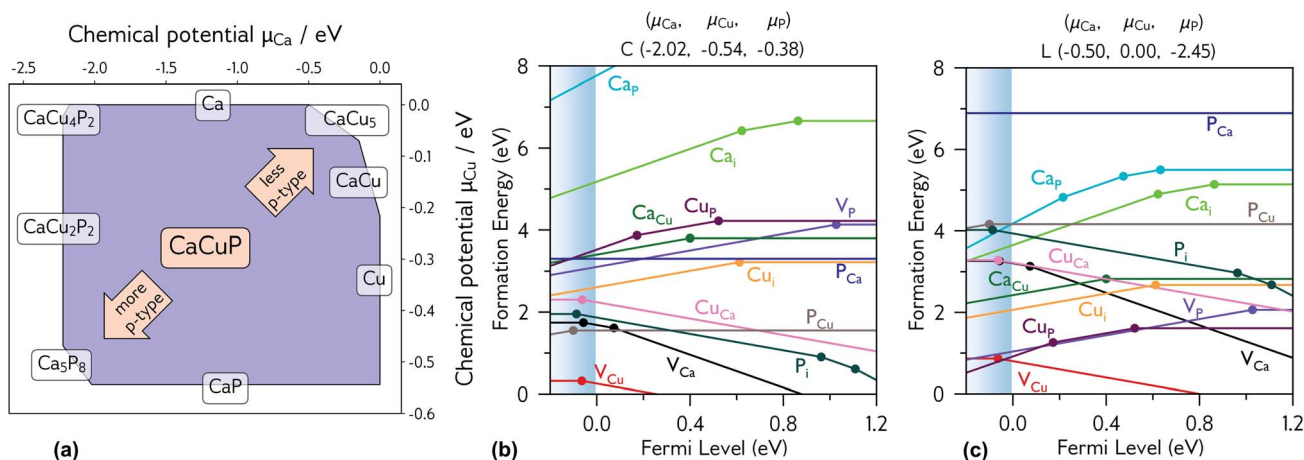 Chemical potential μCa / eV
-2.5 -2.0 -1.5 -1.0 -0.5 0.0
CaCu4P2
Ca
CaCu5
0.0
-0.1
less p-type
CaCu
-0.2
CaCu2P2
CaCuP
-0.3
Cu
more p-type
-0.4
Ca5P8
CaP
-0.5
-0.6
Chemical potential μCu / eV
(a)
(μCa, μCu, μP)
C (-2.02, -0.54, -0.38)
Formation Energy (eV)
8
6
4
2
0
CaP
Cai
CaCu
CuP
VP
PCa
Cui
CuCa
PCu
VCu
VCa
Pi
0.0 0.4 0.8 1.2
Fermi Level (eV)
(b)
(μCa, μCu, μP)
L (-0.50, 0.00, -2.45)
Formation Energy (eV)
8
6
4
2
0
PCa
CaP
Cai
PCu
Pi
CuCa
CaCu
Cui
VP
CuP
VCa
VCu
0.0 0.4 0.8 1.2
Fermi Level (eV)
(c)